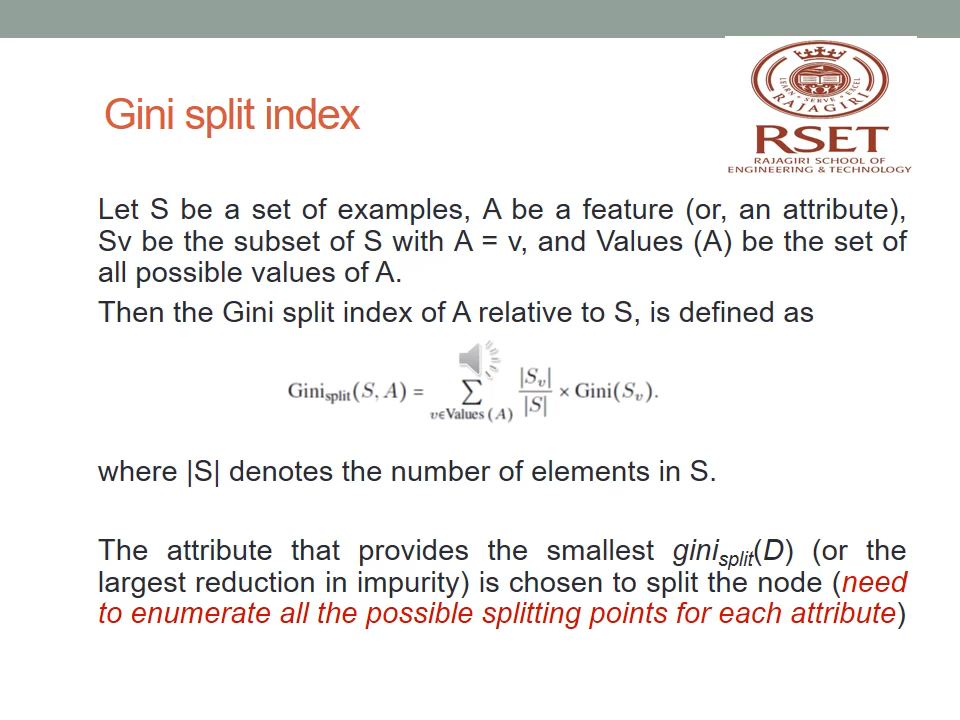 LEARN • SERVE • EXCEL
RAJAGIRI
RSET
RAJAGIRI SCHOOL OF
ENGINEERING & TECHNOLOGY
Gini split index
Let S be a set of examples, A be a feature (or, an attribute),
Sv be the subset of S with A = v, and Values (A) be the set of
all possible values of A.
Then the Gini split index of A relative to S, is defined as
Gini_split(S, A) = ∑_{v∈Values (A)} |S_v|/|S| × Gini(S_v).
where |S| denotes the number of elements in S.
The attribute that provides the smallest gini_split(D) (or the
largest reduction in impurity) is chosen to split the node (need
to enumerate all the possible splitting points for each attribute)